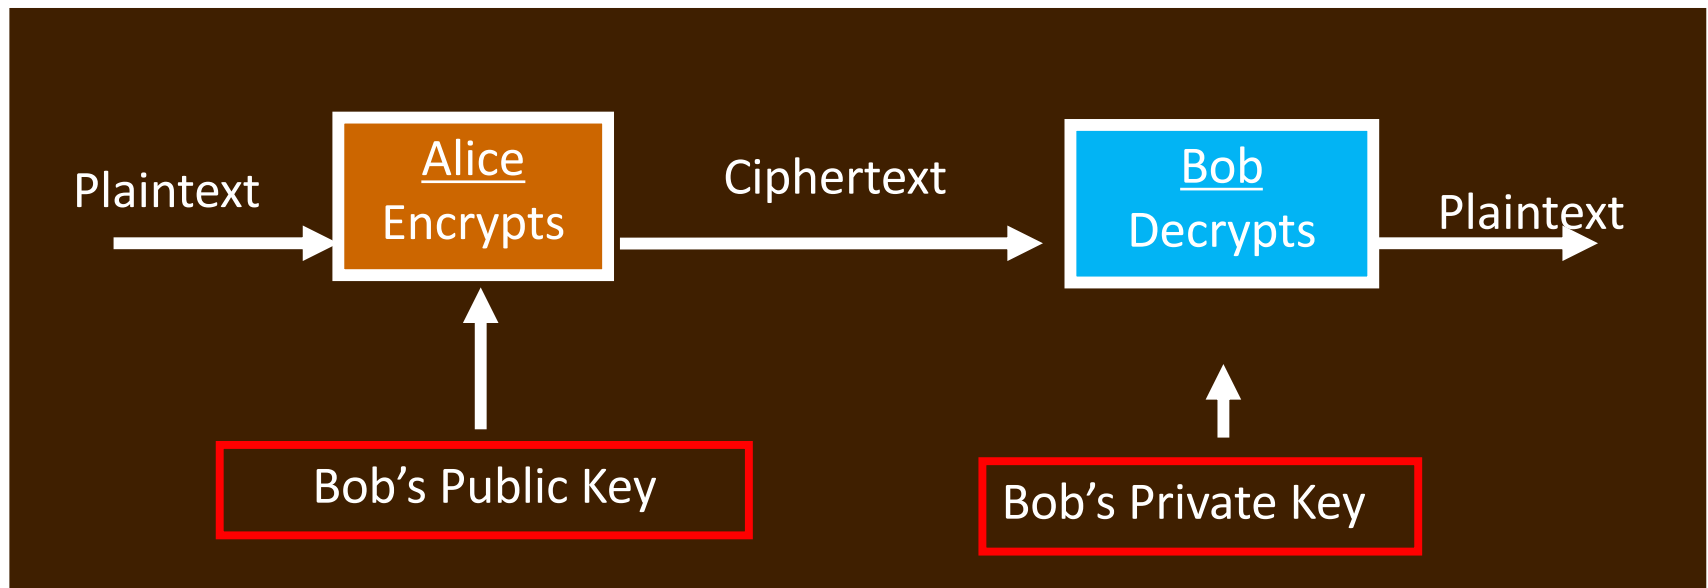 Plaintext
Alice
Encrypts
Ciphertext
Bob
Decrypts
Plaintext
Bob’s Public Key
Bob’s Private Key